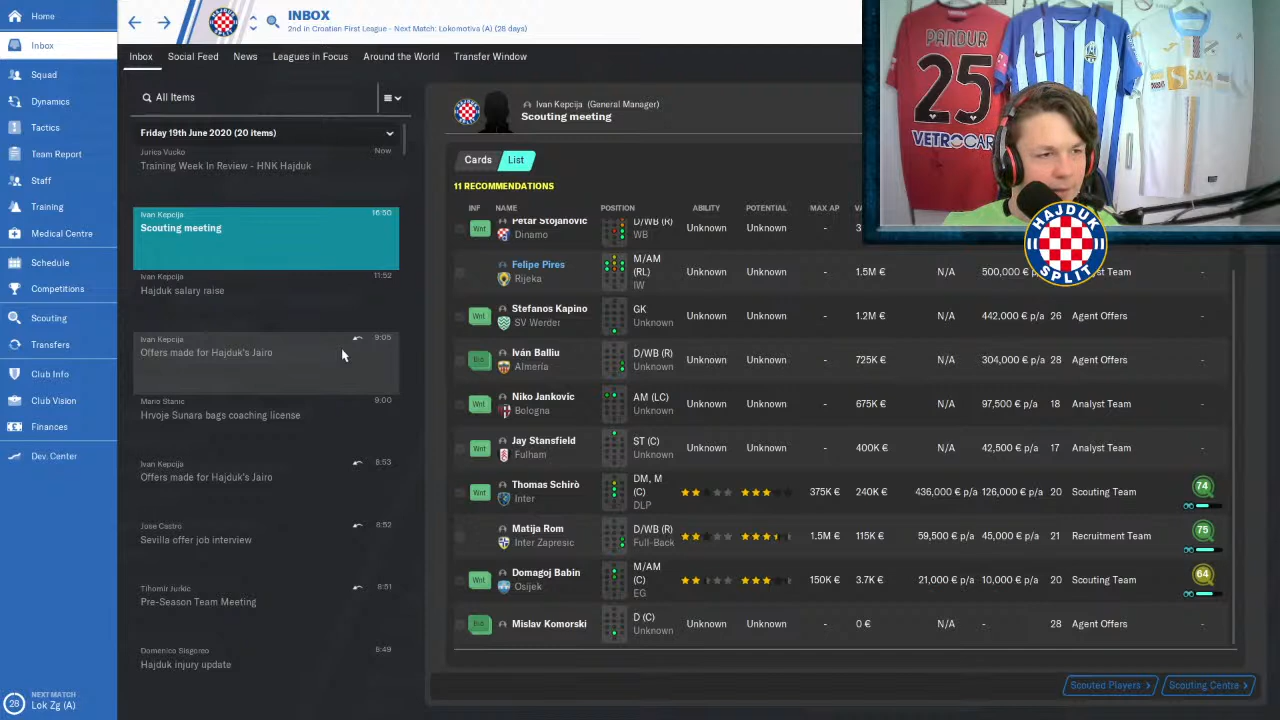 Home
Inbox
Squad
Dynamics
Tactics
Team Report
Staff
Training
Medical Centre
Schedule
Competitions
Scouting
Transfers
Club Info
Club Vision
Finances
Dev. Center
28
NEXT MATCH
Lok Zg (A)
INBOX
2nd in Croatian First League - Next Match: Lokomotiva (A) (28 days)
Inbox
Social Feed
News
Leagues in Focus
Around the World
Transfer Window
All Items
Friday 19th June 2020 (20 items)
Jurica Vucko
Now
Training Week In Review - HNK Hajduk
Ivan Kepcija
16:50
Scouting meeting
Ivan Kepcija
11:52
Hajduk salary raise
Ivan Kepcija
9:05
Offers made for Hajduk's Jairo
Mario Stanic
9:00
Hrvoje Sunara bags coaching license
Ivan Kepcija
8:53
Offers made for Hajduk's Jairo
Jose Castro
8:52
Sevilla offer job interview
Tihomir Jurkic
8:51
Pre-Season Team Meeting
Domenico Sisgoreo
8:49
Hajduk injury update
Ivan Kepcija (General Manager)
Scouting meeting
Cards
List
11 RECOMMENDATIONS
INF NAME POSITION ABILITY POTENTIAL MAX AP
Wnt Petar Stojanovic D/WB (R) Unknown Unknown -
Dinamo WB
Felipe Pires M/AM (RL) Unknown Unknown - 1.5M € N/A 500,000 € p/a
Rijeka IW
Wnt Stefanos Kapino GK Unknown Unknown - 1.2M € N/A 442,000 € p/a 26 Agent Offers -
SV Werder Unknown
Bid Iván Balliu D/WB (R) Unknown Unknown - 725K € N/A 304,000 € p/a 28 Agent Offers -
Almería Unknown
Wnt Niko Jankovic AM (LC) Unknown Unknown - 675K € N/A 97,500 € p/a 18 Analyst Team -
Bologna Unknown
Wnt Jay Stansfield ST (C) Unknown Unknown - 400K € N/A 42,500 € p/a 17 Analyst Team -
Fulham Unknown
Wnt Thomas Schirò DM, M (C) 375K € 240K € 436,000 € p/a 126,000 € p/a 20 Scouting Team 74
Inter DLP
Matija Rom D/WB (R) 1.5M € 115K € 59,500 € p/a 45,000 € p/a 21 Recruitment Team 75
Inter Zapresic Full-Back
Wnt Domagoj Babin M/AM (C) 150K € 3.7K € 21,000 € p/a 10,000 € p/a 20 Scouting Team 64
Osijek EG
Bid Mislav Komorski D (C) Unknown Unknown - 0 € N/A - 28 Agent Offers -
Unknown
Scouted Players
Scouting Centre
PANDUR
25
VETROCAR
HAJDUK
SPLIT